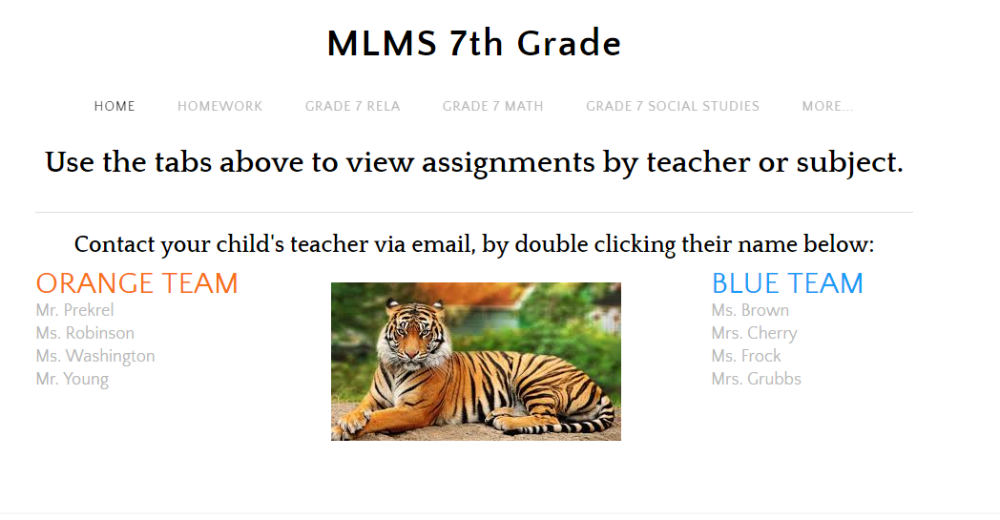 MLMS 7th Grade
HOME HOMEWORK GRADE 7 RELA GRADE 7 MATH GRADE 7 SOCIAL STUDIES MORE...
Use the tabs above to view assignments by teacher or subject.
Contact your child's teacher via email, by double clicking their name below:
ORANGE TEAM
Mr. Prekrel
Ms. Robinson
Ms. Washington
Mr. Young
BLUE TEAM
Ms. Brown
Mrs. Cherry
Ms. Frock
Mrs. Grubbs